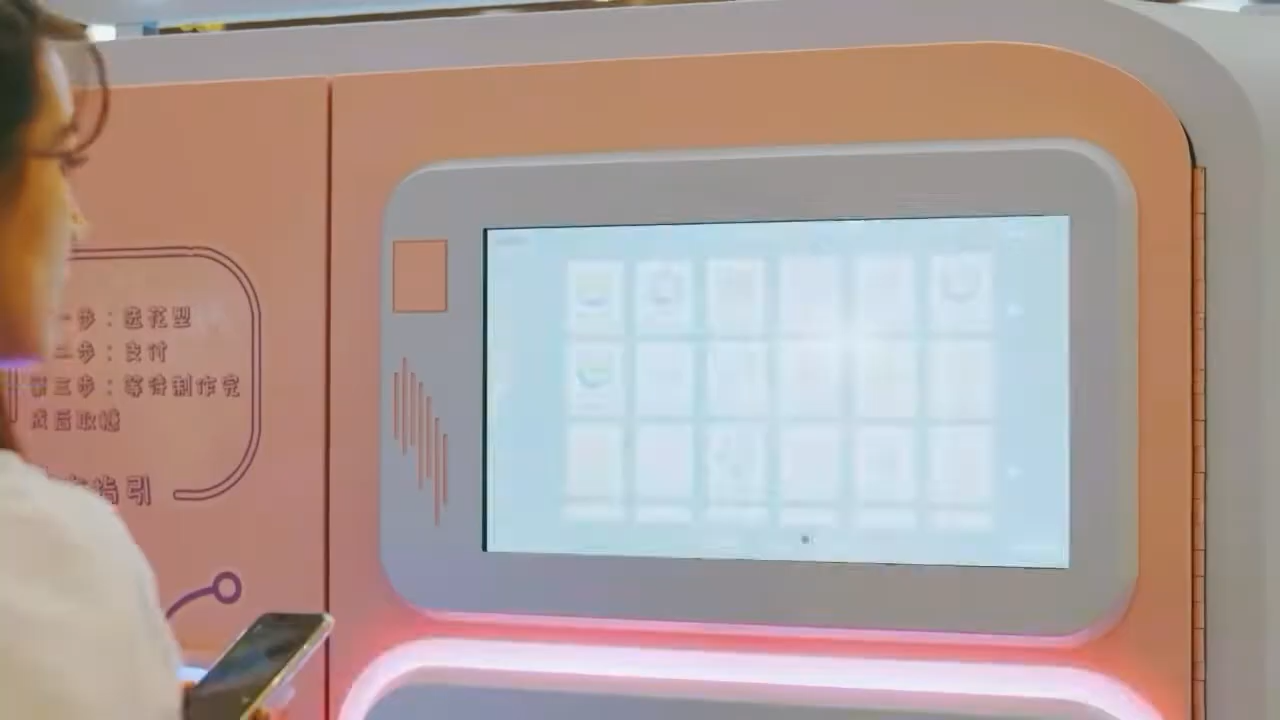 一步：选花型
二步：支付
第三步：等待制作完
成后取糖
指引